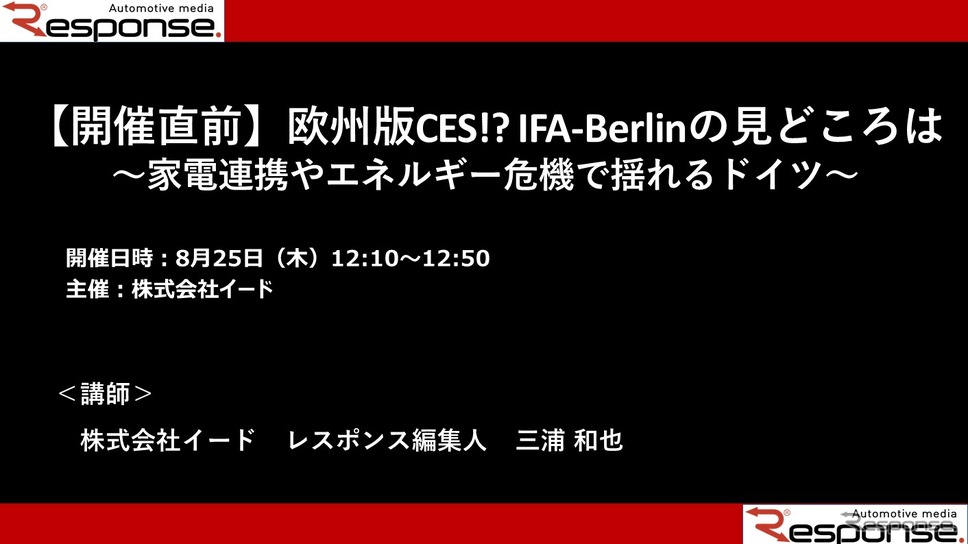 Automotive media
Response.
【開催直前】欧州版CES!? IFA-Berlinの見どころは
～家電連携やエネルギー危機で揺れるドイツ～
開催日時：8月25日（木）12:10～12:50
主催：株式会社イード
＜講師＞
株式会社イード　レスポンス編集人　三浦 和也
Automotive media
Response.
Response.